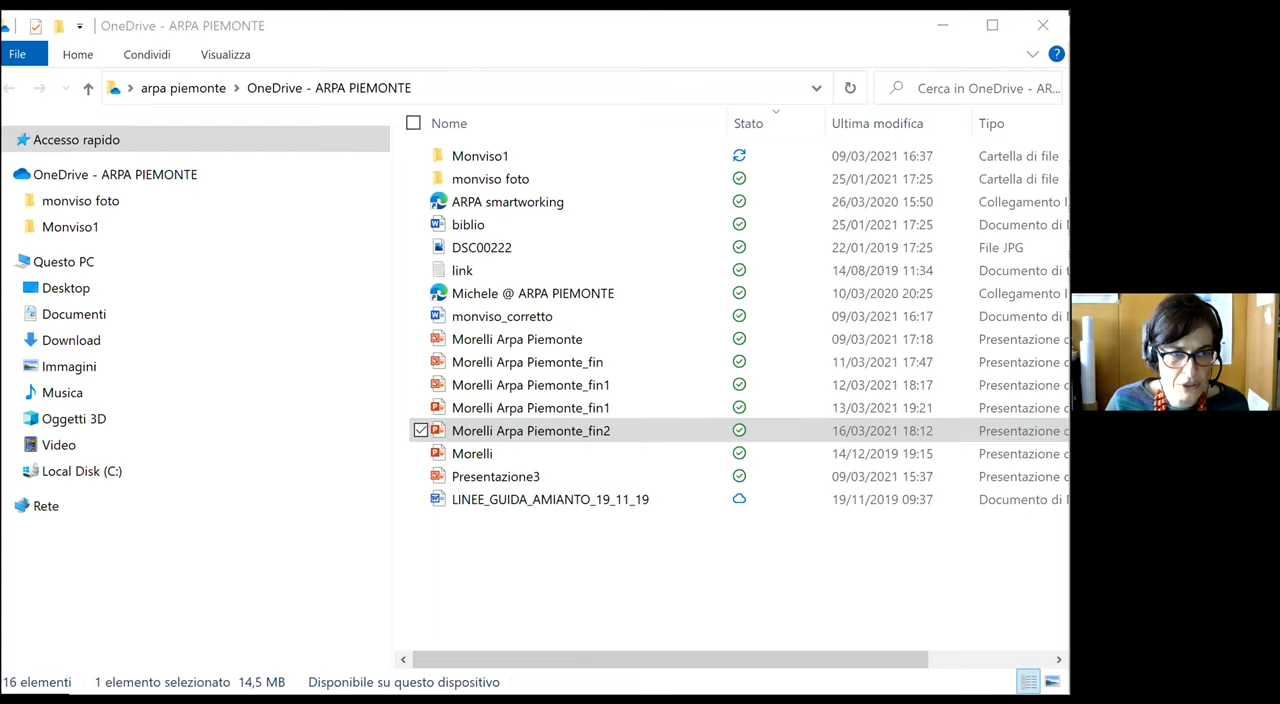 OneDrive - ARPA PIEMONTE
File Home Condividi Visualizza
arpa piemonte OneDrive - ARPA PIEMONTE Cerca in OneDrive - AR...
Nome Stato Ultima modifica Tipo
Accesso rapido
OneDrive - ARPA PIEMONTE
monviso foto
Monviso1
Questo PC
Desktop
Documenti
Download
Immagini
Musica
Oggetti 3D
Video
Local Disk (C:)
Rete
Monviso1 09/03/2021 16:37 Cartella di file
monviso foto 25/01/2021 17:25 Cartella di file
ARPA smartworking 26/03/2020 15:50 Collegamento
biblio 25/01/2021 17:25 Documento di
DSC00222 22/01/2019 17:25 File JPG
link 14/08/2019 11:34 Documento di
Michele @ ARPA PIEMONTE 10/03/2020 20:25 Collegamento
monviso_corretto 09/03/2021 16:17 Documento di
Morelli Arpa Piemonte 09/03/2021 17:18 Presentazione
Morelli Arpa Piemonte_fin 11/03/2021 17:47 Presentazione
Morelli Arpa Piemonte_fin1 12/03/2021 18:17 Presentazione
Morelli Arpa Piemonte_fin1 13/03/2021 19:21 Presentazione
Morelli Arpa Piemonte_fin2 16/03/2021 18:12 Presentazione
Morelli 14/12/2019 19:15 Presentazione
Presentazione3 09/03/2021 15:37 Presentazione
LINEE_GUIDA_AMIANTO_19_11_19 19/11/2019 09:37 Documento di
16 elementi 1 elemento selezionato 14,5 MB Disponibile su questo dispositivo